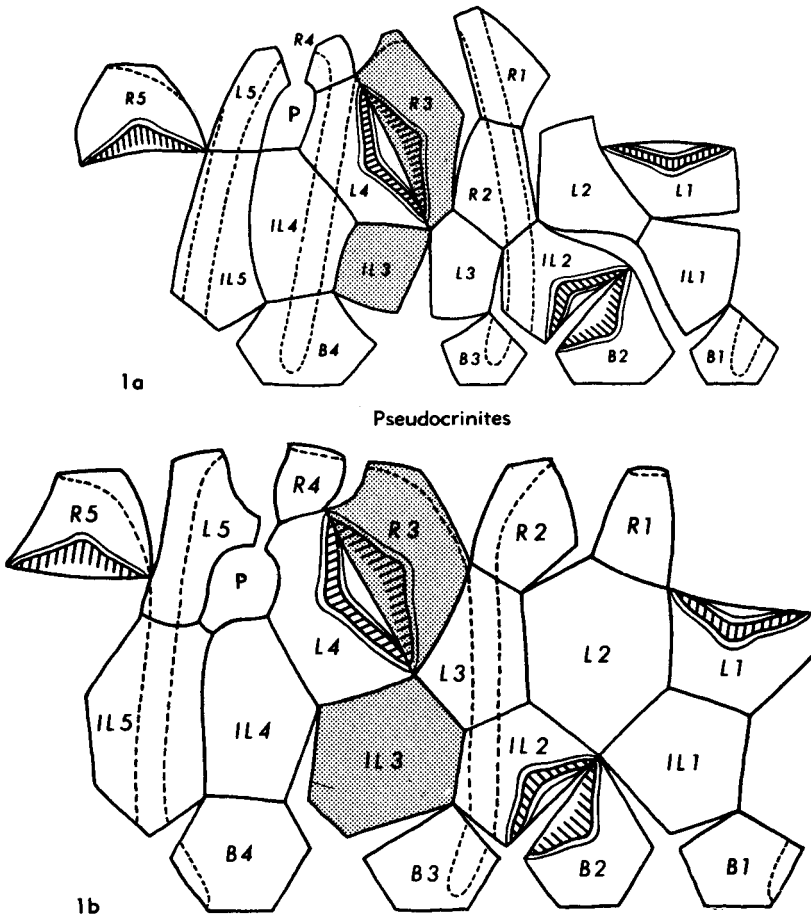 R4
R5 L5 P R3 R1
L4 R2 L2 L1
IL5 IL4 IL3 L3 IL2 IL1
B4 B3 B2 B1
1a
Pseudocrinites
R5 L5 R4 R3 R2 R1
P
L4 L3 L2 L1
IL5 IL4 IL3 IL2 IL1
B4 B3 B2 B1
1b